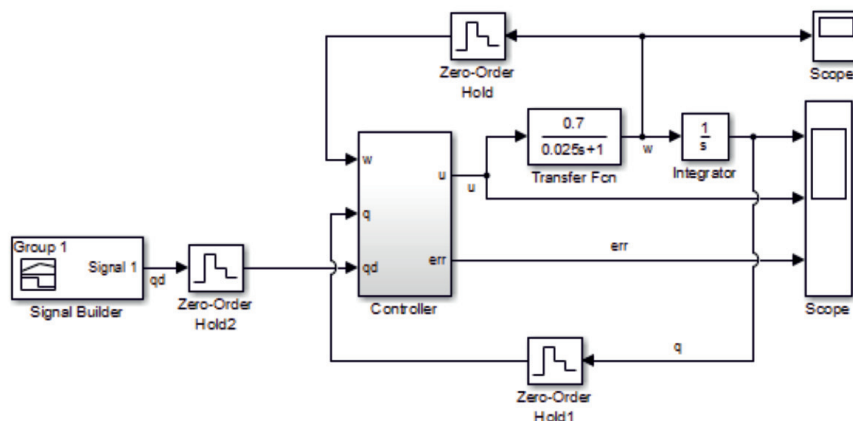 Zero-Order
Hold
Scope
w
q
qd
u
err
Controller
u
0.7
0.025s+1
Transfer Fcn
w
1
s
Integrator
err
Scope
Group 1
Signal 1
Signal Builder
qd
Zero-Order
Hold2
q
Zero-Order
Hold1